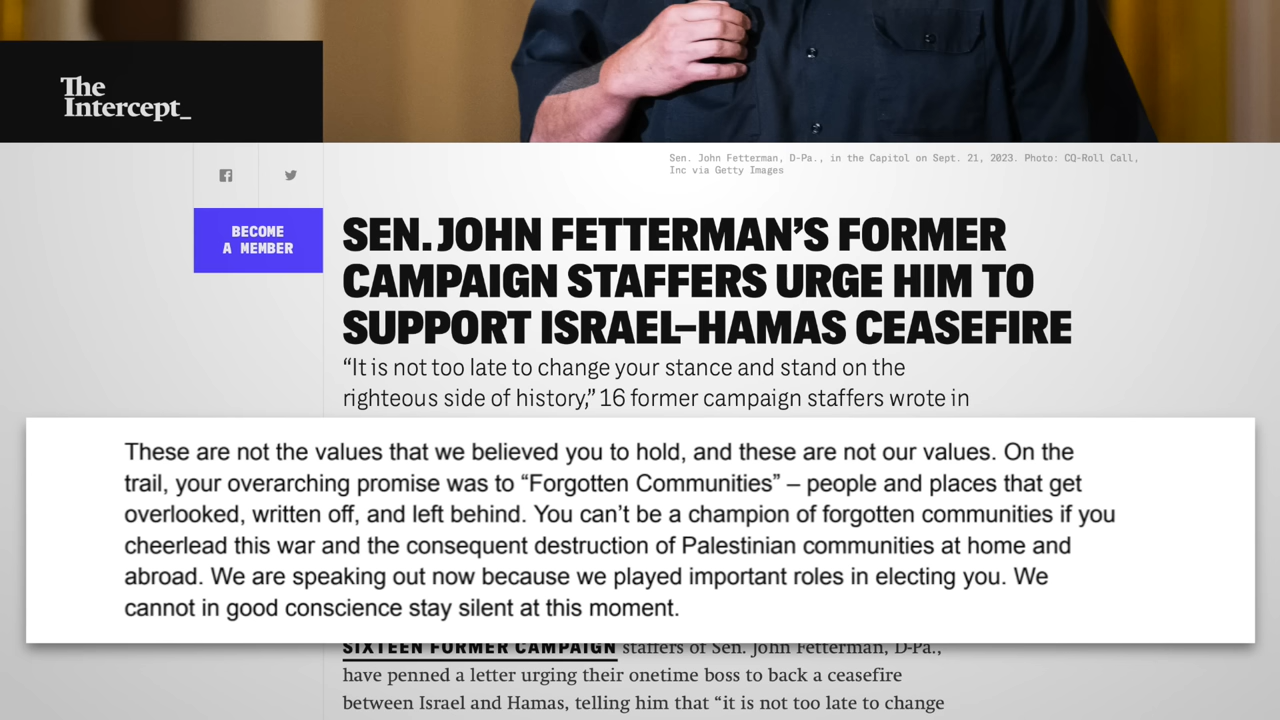 The
Intercept_
Sen. John Fetterman, D-Pa., in the Capitol on Sept. 21, 2023. Photo: CQ-Roll Call,
Inc via Getty Images
BECOME
A MEMBER
SEN. JOHN FETTERMAN’S FORMER
CAMPAIGN STAFFERS URGE HIM TO
SUPPORT ISRAEL–HAMAS CEASEFIRE
“It is not too late to change your stance and stand on the
righteous side of history,” 16 former campaign staffers wrote in
These are not the values that we believed you to hold, and these are not our values. On the
trail, your overarching promise was to “Forgotten Communities” – people and places that get
overlooked, written off, and left behind. You can’t be a champion of forgotten communities if you
cheerlead this war and the consequent destruction of Palestinian communities at home and
abroad. We are speaking out now because we played important roles in electing you. We
cannot in good conscience stay silent at this moment.
SIXTEEN FORMER CAMPAIGN staffers of Sen. John Fetterman, D-Pa.,
have penned a letter urging their onetime boss to back a ceasefire
between Israel and Hamas, telling him that “it is not too late to change